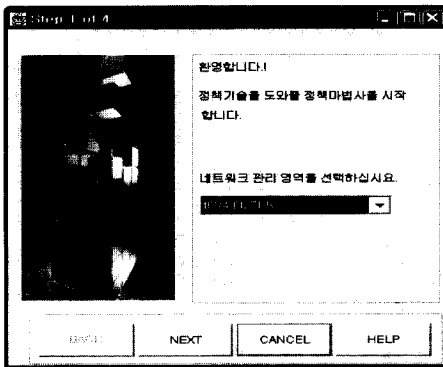 Step 1 of 4
환영합니다.!
정책기술을 도와줄 정책마법사를 시작
합니다.
네트워크 관리 영역를 선택하십시요.
BACK
NEXT
CANCEL
HELP